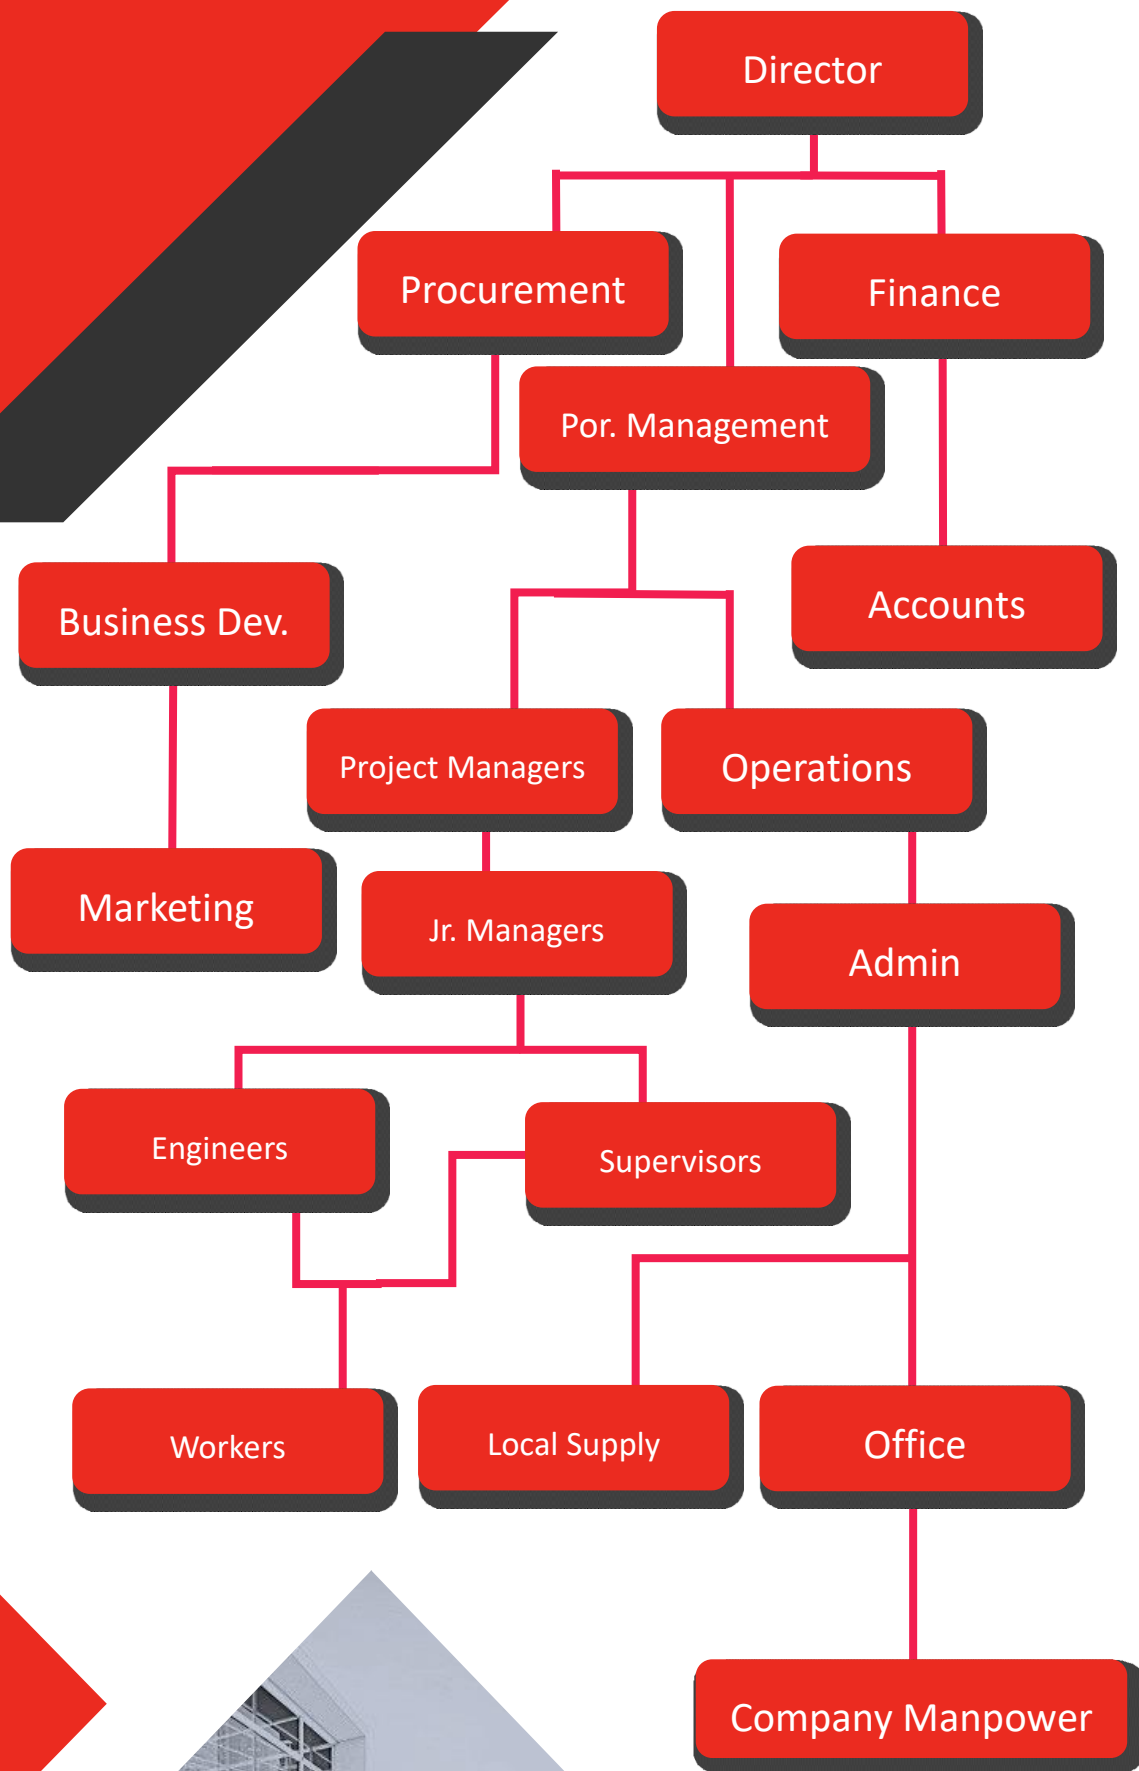 Director
Procurement
Finance
Por. Management
Business Dev.
Accounts
Project Managers
Operations
Marketing
Jr. Managers
Admin
Engineers
Supervisors
Workers
Local Supply
Office
Company Manpower